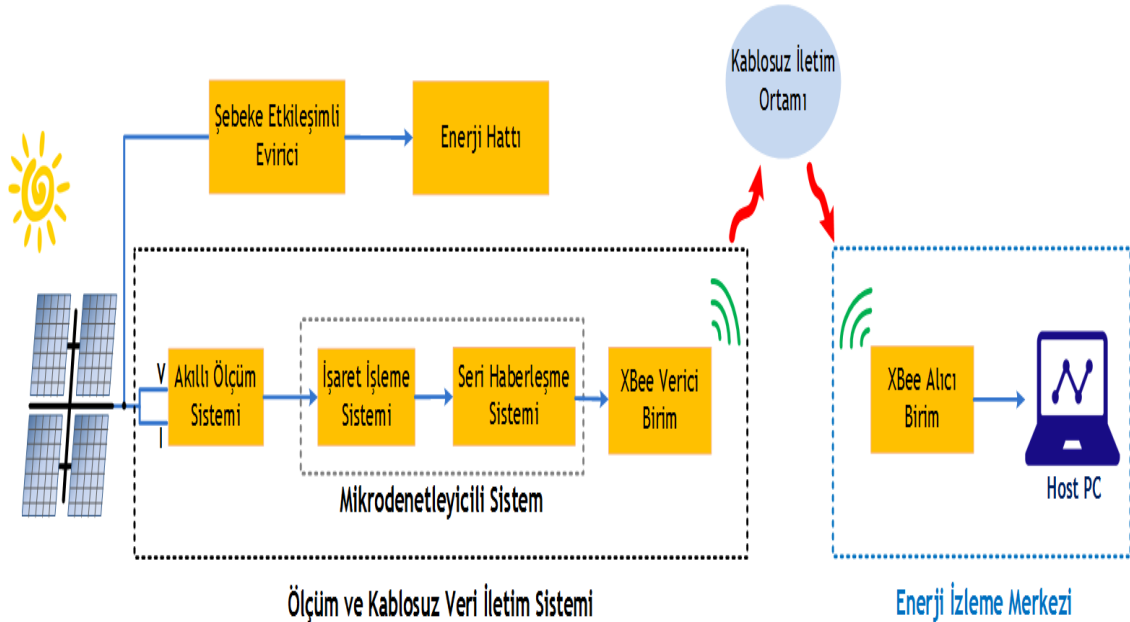 Kablosuz İletim
Ortamı
Şebeke Etkileşimli
Evirici
Enerji Hattı
V
I
Akıllı Ölçüm
Sistemi
İşaret İşleme
Sistemi
Seri Haberleşme
Sistemi
XBee Verici
Birim
XBee Alıcı
Birim
Host PC
Mikrodenetleyicili Sistem
Ölçüm ve Kablosuz Veri İletim Sistemi
Enerji İzleme Merkezi